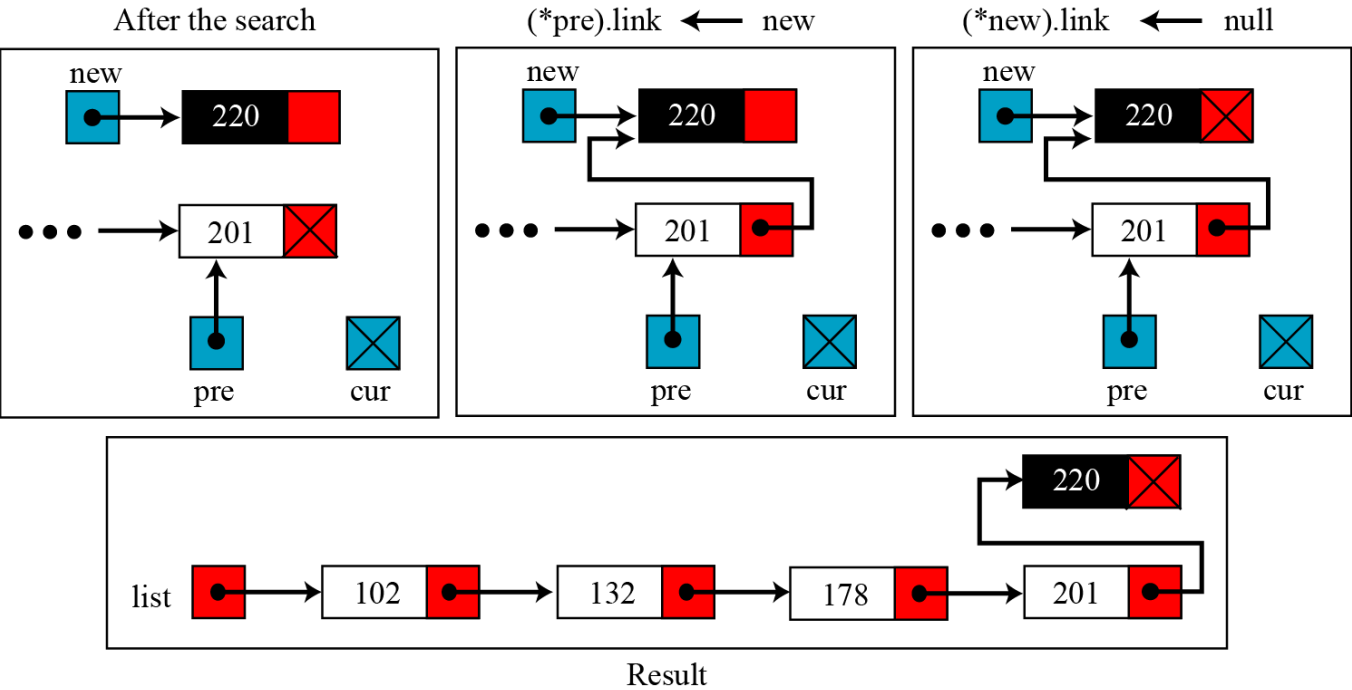 After the search
(*pre).link ← new
(*new).link ← null
new
220
201
pre
cur
new
220
201
pre
cur
new
220
201
pre
cur
220
list
102
132
178
201
Result